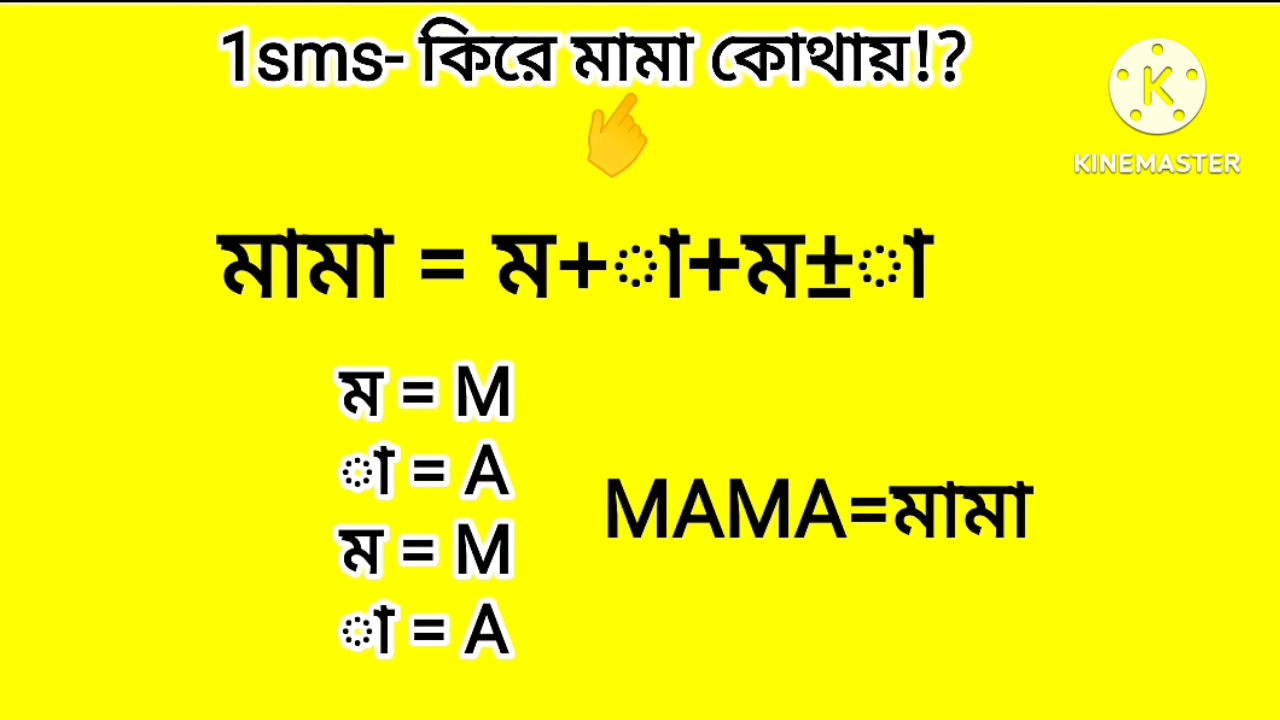 1sms- কিরে মামা কোথায়!?
K
KINEMASTER
মামা = ম+া+ম±া
ম = M
া = A
ম = M
া = A
MAMA=মামা